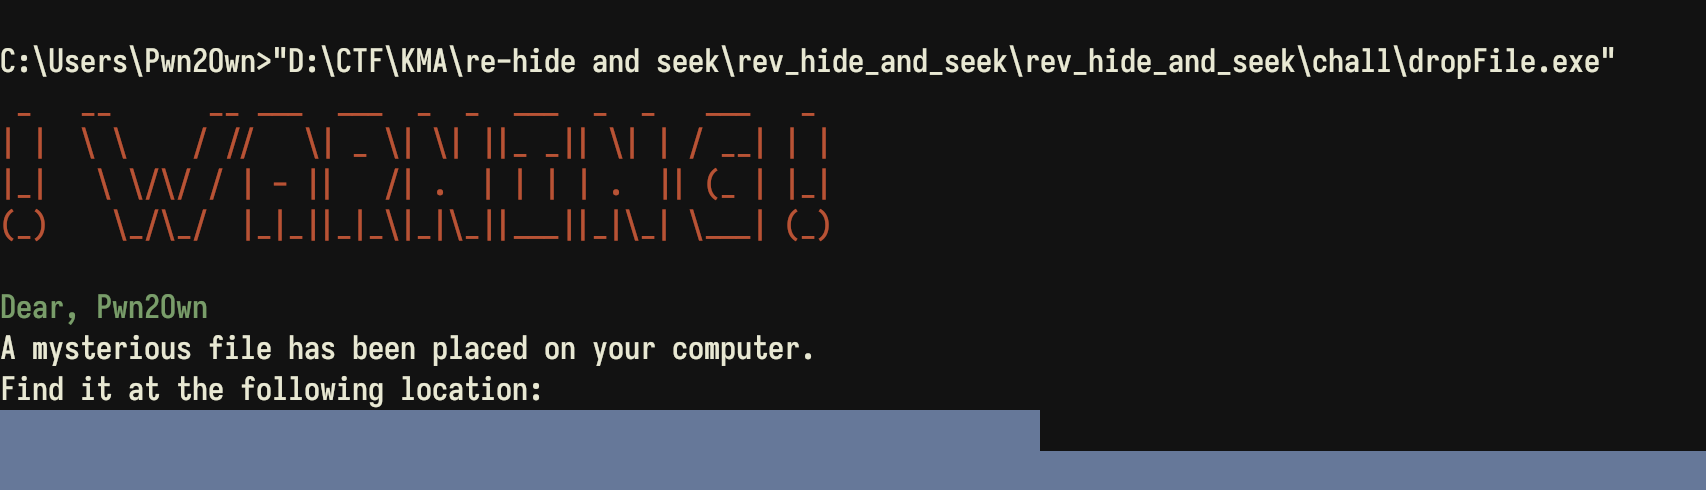 C:\Users\Pwn2Own>"D:\CTF\KMA\re-hide and seek\rev_hide_and_seek\rev_hide_and_seek\chall\dropFile.exe"
! WARNING !
Dear, Pwn2Own
A mysterious file has been placed on your computer.
Find it at the following location: